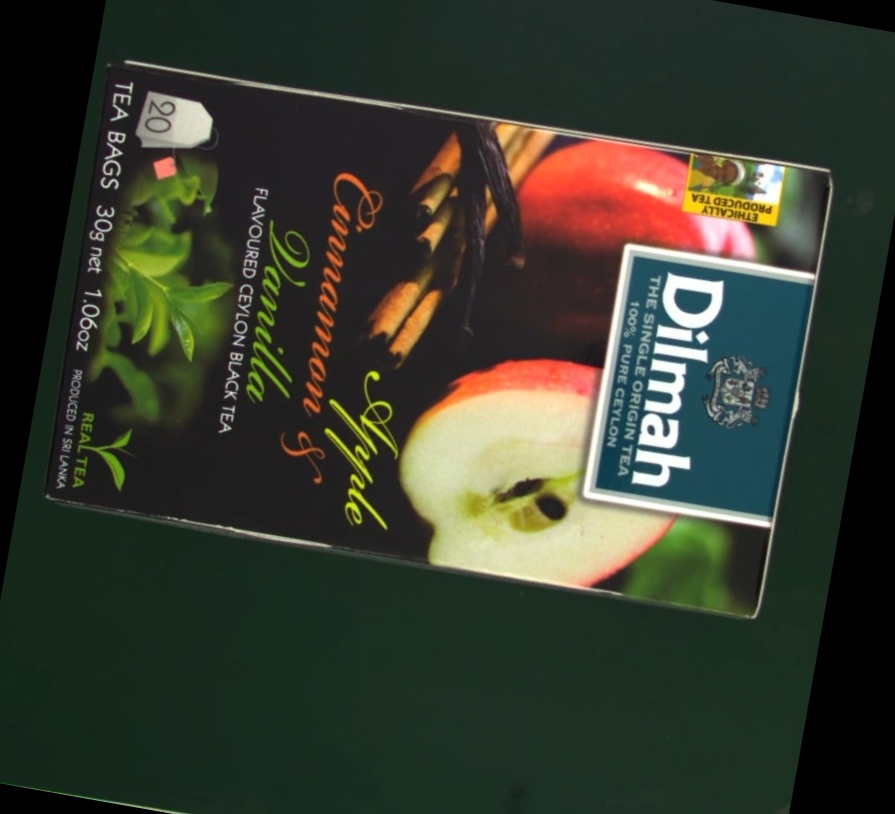 ETHICALLY
PRODUCED TEA
Dilmah
THE SINGLE ORIGIN TEA
100% PURE CEYLON
Apple
Cinnamon &
Vanilla
FLAVOURED CEYLON BLACK TEA
20
TEA BAGS 30g net 1.06oz
REAL TEA
PRODUCED IN SRI LANKA